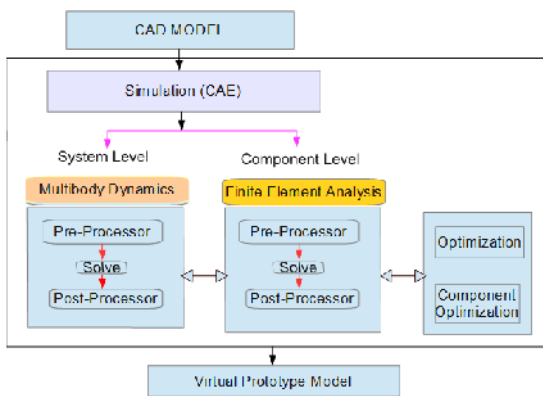 CAD MODEL
Simulation (CAE)
System Level
Component Level
Multibody Dynamics
Finite Element Analysis
Pre-Processor
Solve
Post-Processor
Pre-Processor
Solve
Post-Processor
Optimization
Component
Optimization
Virtual Prototype Model